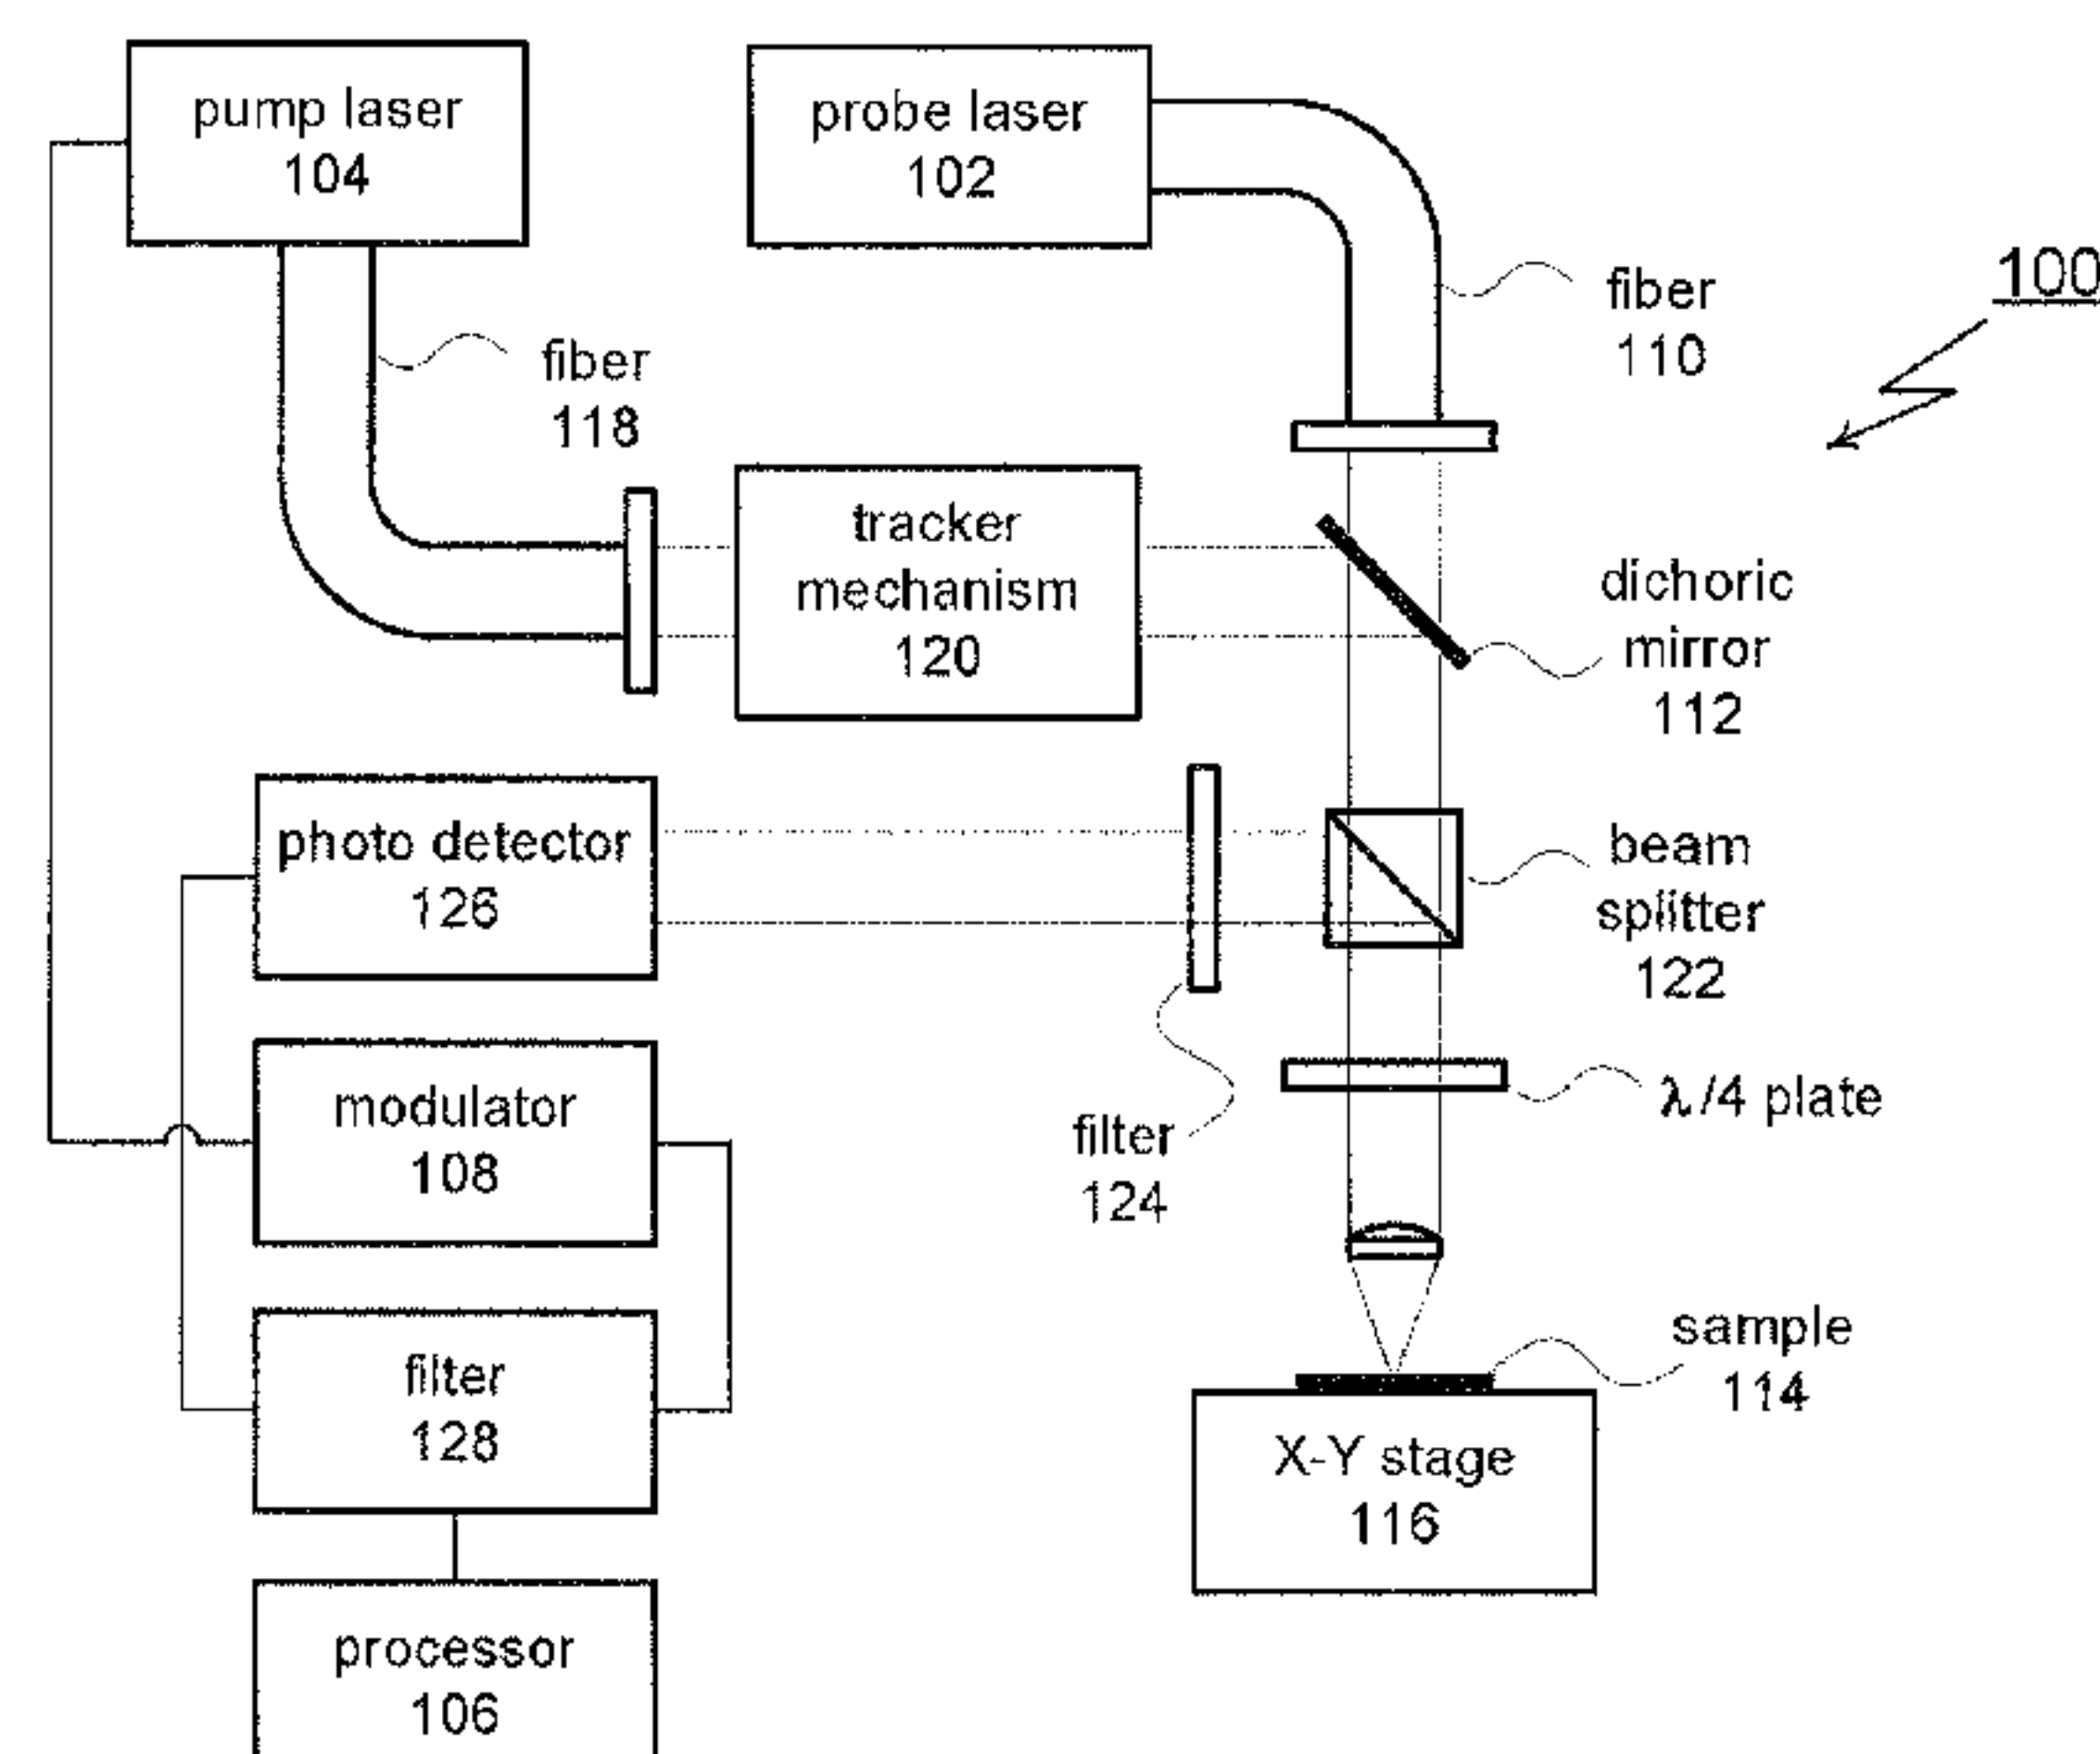 pump laser
104
probe laser
102
100
fiber
110
fiber
118
tracker
mechanism
120
dichoric
mirror
112
photo detector
126
beam
splitter
122
modulator
108
filter
124
λ/4 plate
filter
128
sample
114
X-Y stage
116
processor
106